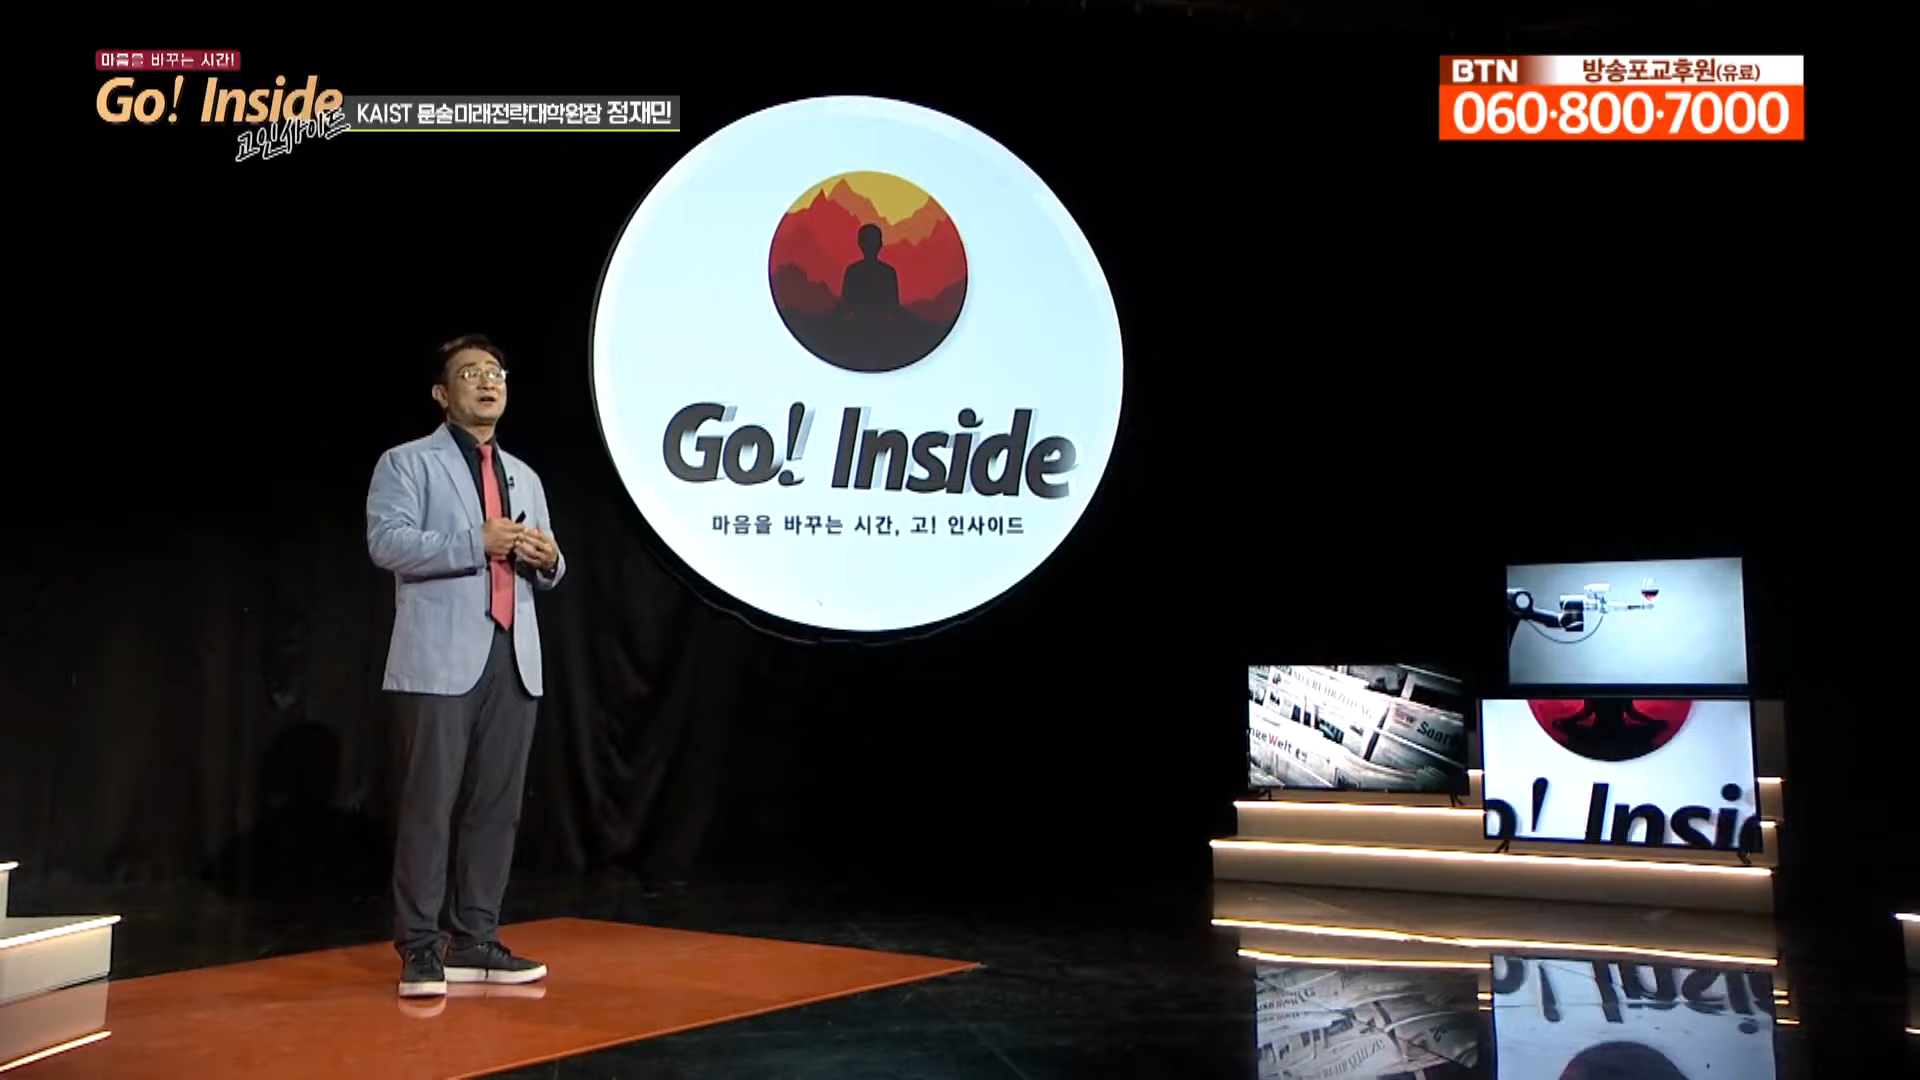 마음을 바꾸는 시간!
Go! Inside
고인사이드
KAIST 문술미래전략대학원장 정재민
BTN 방송포교후원(유료)
060·800·7000
Go! Inside
마음을 바꾸는 시간, 고! 인사이드
o! Insi